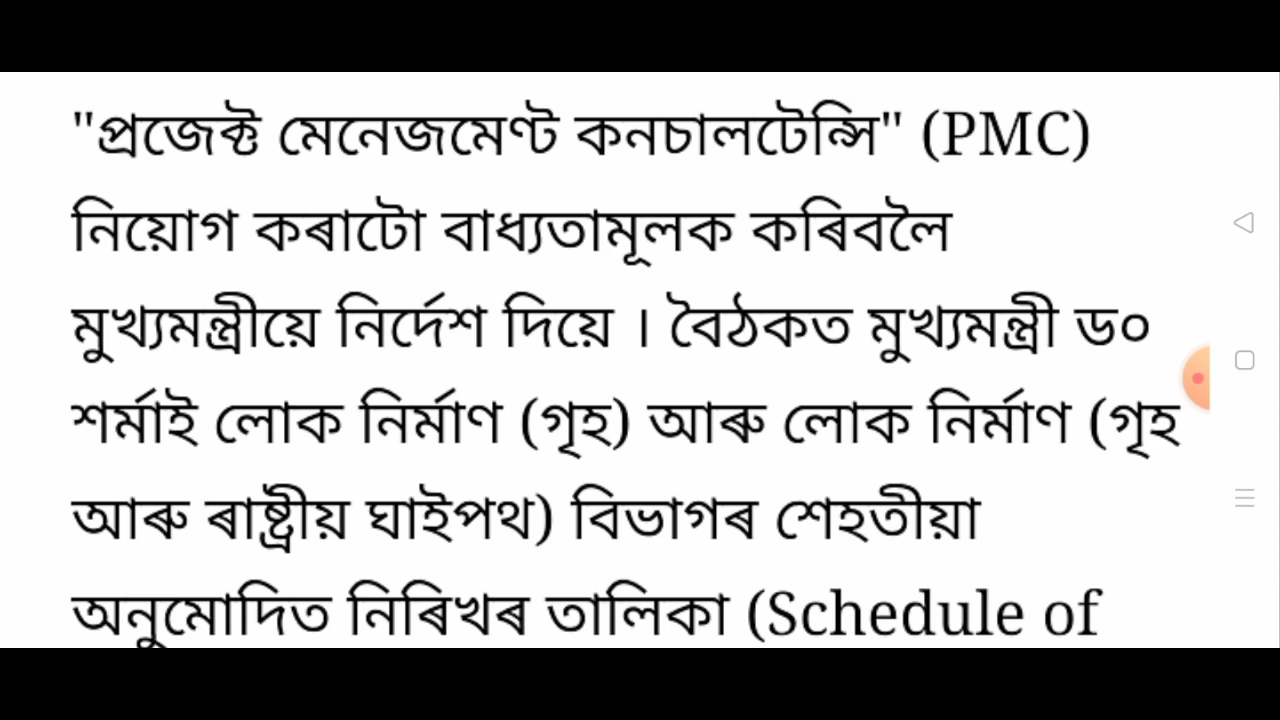 "প্ৰজেক্ট মেনেজমেণ্ট কনচালটেন্সি" (PMC)
নিয়োগ কৰাটো বাধ্যতামূলক কৰিবলৈ
মুখ্যমন্ত্ৰীয়ে নিৰ্দেশ দিয়ে । বৈঠকত মুখ্যমন্ত্ৰী ড০
শৰ্মাই লোক নিৰ্মাণ (গৃহ) আৰু লোক নিৰ্মাণ (গৃহ
আৰু ৰাষ্ট্ৰীয় ঘাইপথ) বিভাগৰ শেহতীয়া
অনুমোদিত নিৰিখৰ তালিকা (Schedule of